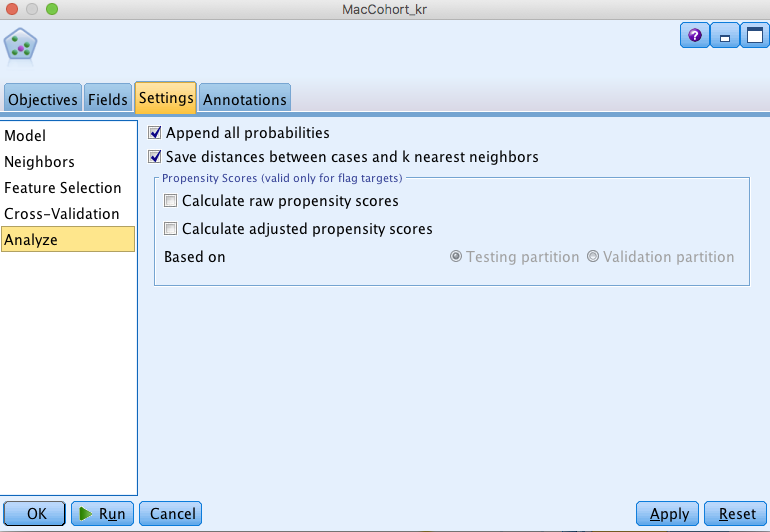 MacCohort_kr
?
Objectives Fields Settings Annotations
Model
Neighbors
Feature Selection
Cross-Validation
Analyze
Append all probabilities
Save distances between cases and k nearest neighbors
Propensity Scores (valid only for flag targets)
Calculate raw propensity scores
Calculate adjusted propensity scores
Based on Testing partition Validation partition
OK Run Cancel Apply Reset